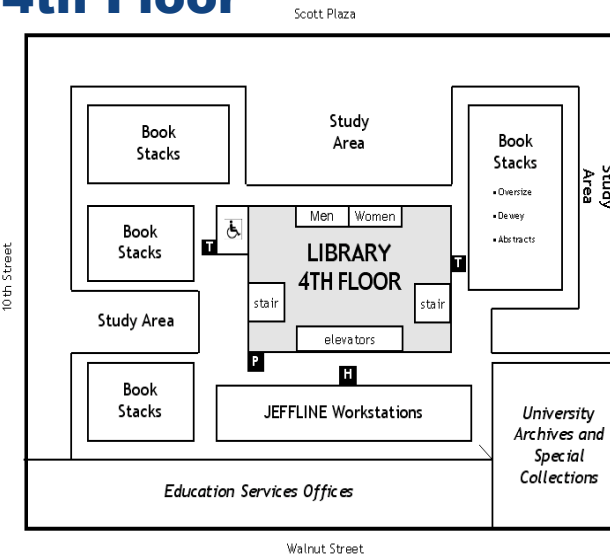 4th Floor
Scott Plaza
Book
Stacks
Study
Area
Book
Stacks
• Oversize
• Dewey
• Abstracts
Study
Area
Men
Women
Book
Stacks
T
LIBRARY
4TH FLOOR
T
10th Street
stair
stair
Study Area
elevators
P
H
Book
Stacks
JEFFLINE Workstations
University
Archives and
Special
Collections
Education Services Offices
Walnut Street